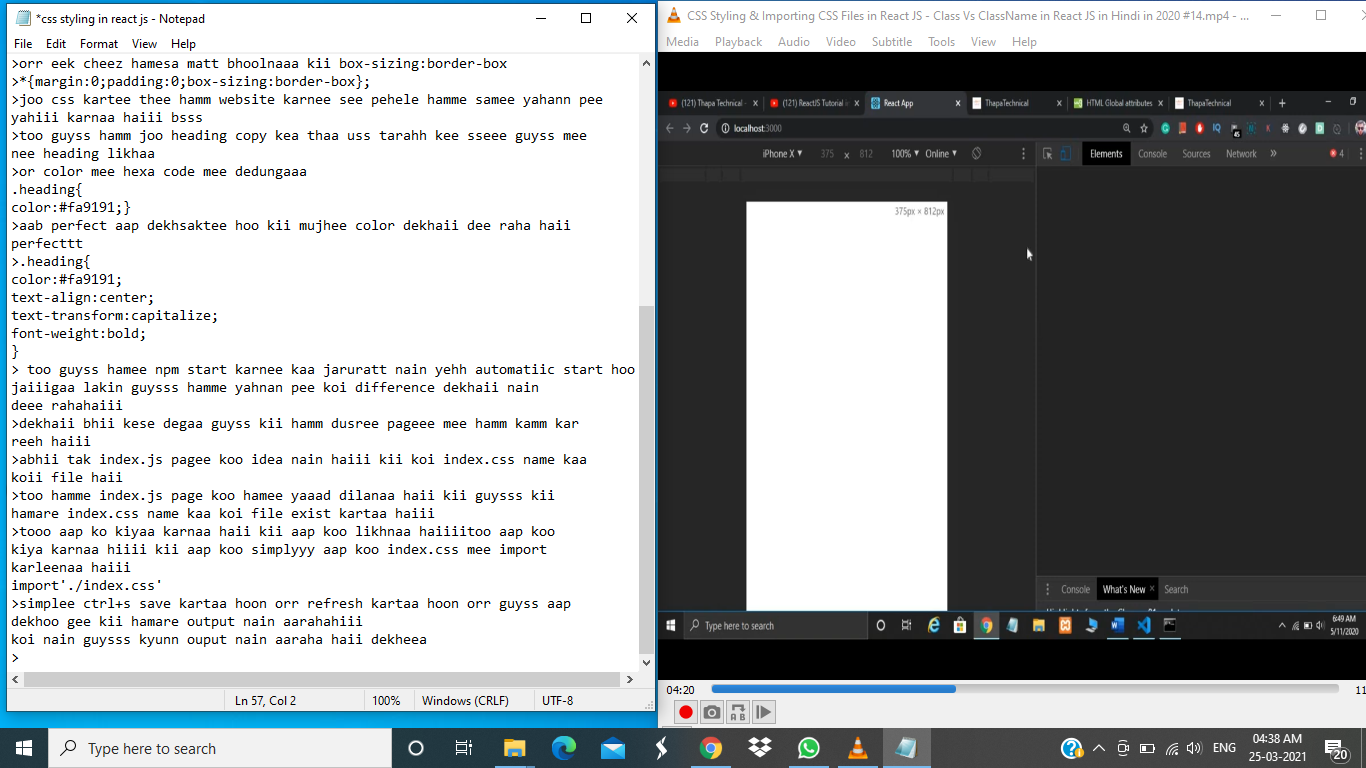 *css styling in react js - Notepad
File Edit Format View Help
>orr eek cheez hamesa matt bhoolnaaa kii box-sizing:border-box
>*{margin:0;padding:0;box-sizing:border-box};
>joo css kartee thee hamm website karnee see pehele hamme samee yahann pee
yahiii karnaa haiii bsss
>too guyss hamm joo heading copy kea thaa uss tarahh kee sseee guyss mee
nee heading likhaa
>or color mee hexa code mee dedungaaa
.heading{
color:#fa9191;}
>aab perfect aap dekhsaktee hoo kii mujhee color dekhaii dee raha haii
perfecttt
>.heading{
color:#fa9191;
text-align:center;
text-transform:capitalize;
font-weight:bold;
}
> too guyss hamee npm start karnee kaa jaruratt nain yehh automatiic start hoo
jaiiigaa lakin guysss hamme yahnan pee koi difference dekhaii nain
deee rahahaiii
>dekhaii bhii kese degaa guyss kii hamm dusree pageee mee hamm kamm kar
reeh haiii
>abhii tak index.js pagee koo idea nain haiii kii koi index.css name kaa
koii file haii
>too hamme index.js page koo hamee yaaad dilanaa haii kii guysss kii
hamare index.css name kaa koi file exist kartaa haiii
>tooo aap ko kiyaa karnaa haii kii aap koo likhnaa haiiiitoo aap koo
kiya karnaa hiiii kii aap koo simplyyy aap koo index.css mee import
karleenaa haiii
import'./index.css'
>simplee ctrl+s save kartaa hoon orr refresh kartaa hoon orr guyss aap
dekhoo gee kii hamare output nain aarahahiii
koi nain guysss kyunn ouput nain aaraha haii dekheea
>
Ln 57, Col 2 100% Windows (CRLF) UTF-8
CSS Styling & Importing CSS Files in React JS - Class Vs ClassName in React JS in Hindi in 2020 #14.mp4 - ...
Media Playback Audio Video Subtitle Tools View Help
(121) Thapa Technical - (121) ReactJS Tutorial in React App ThapaTechnical HTML Global attributes ThapaTechnical
localhost:3000
iPhone X 375 x 812 100% Online Elements Console Sources Network 4
375px × 812px
Console What's New Search
Type here to search 6:49 AM
5/11/2020
04:20 11
Type here to search ENG 04:38 AM
25-03-2021 20